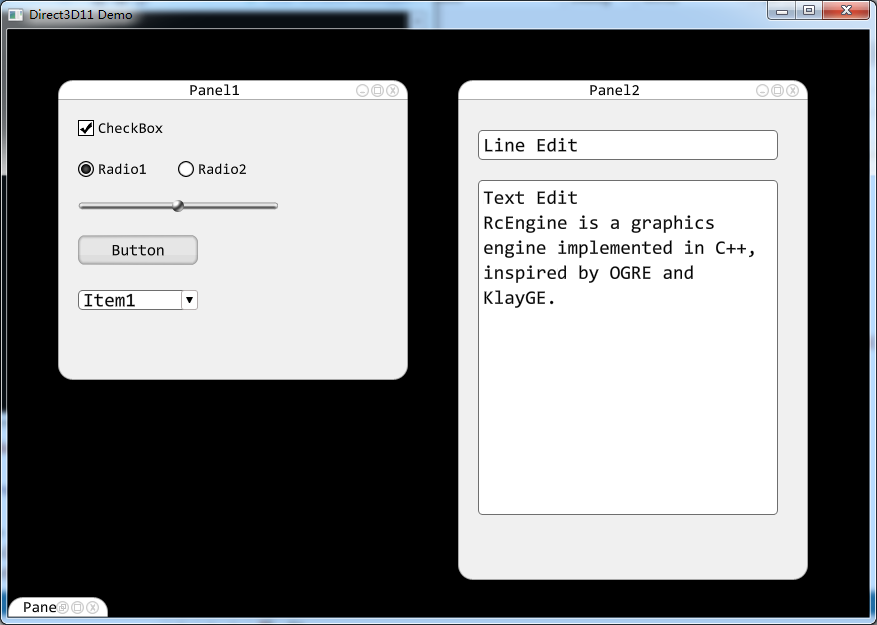 Direct3D11 Demo
Panel1
CheckBox
Radio1 Radio2
Button
Item1
Panel2
Line Edit
Text Edit
RcEngine is a graphics
engine implemented in C++,
inspired by OGRE and
KlayGE.
Pane